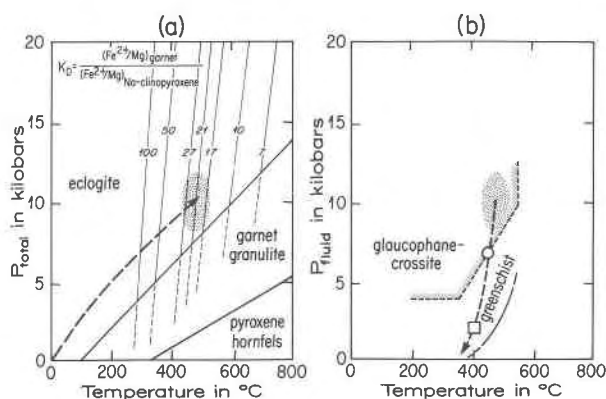 (a)
(b)
20
15
10
5
0
P_total in kilobars
K_D= (Fe²⁺/Mg)garnet
(Fe²⁺/Mg)Na-clinopyroxene
100
50
27
21
17
10
7
eclogite
garnet
granulite
pyroxene
hornfels
0 200 400 600 800
Temperature in °C
20
15
10
5
0
P_fluid in kilobars
glaucophane-
crossite
greenschist
200 400 600 800
Temperature in °C